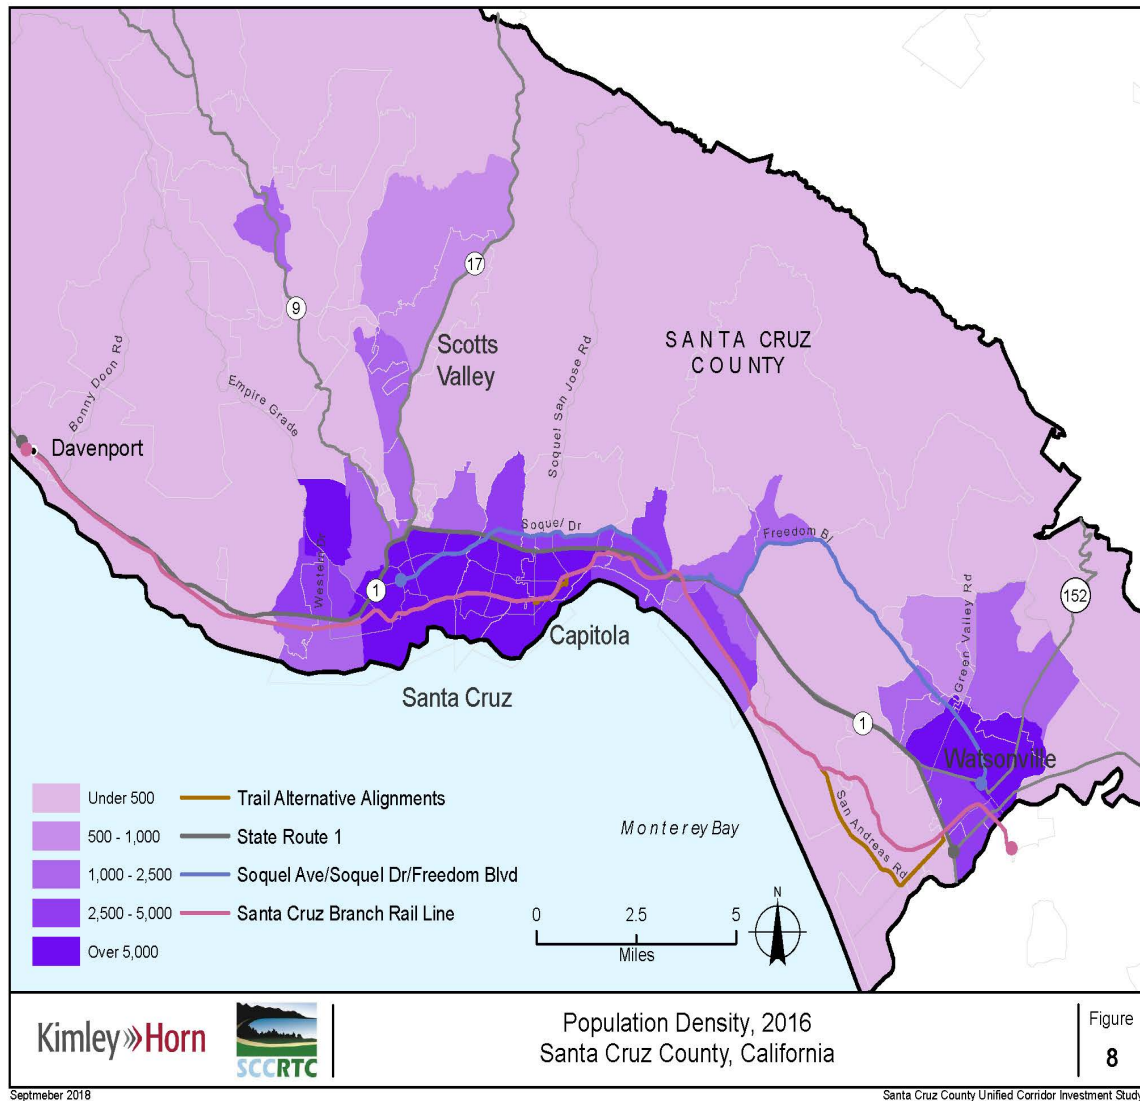 17
9
SANTA CRUZ
COUNTY
Scotts
Valley
Bonny Doon Rd
Empire Grade
Soquel San Jose Rd
Davenport
Soquel Dr
Freedom Bl
Western Dr
1
152
Green Valley Rd
Capitola
Santa Cruz
1
Watsonville
San Andreas Rd
Monterey Bay
Under 500
500 - 1,000
1,000 - 2,500
2,500 - 5,000
Over 5,000
Trail Alternative Alignments
State Route 1
Soquel Ave/Soquel Dr/Freedom Blvd
Santa Cruz Branch Rail Line
0 2.5 5
Miles
N
Kimley»Horn
SCCRTC
Population Density, 2016
Santa Cruz County, California
Figure
8
Septmeber 2018
Santa Cruz County Unified Corridor Investment Study